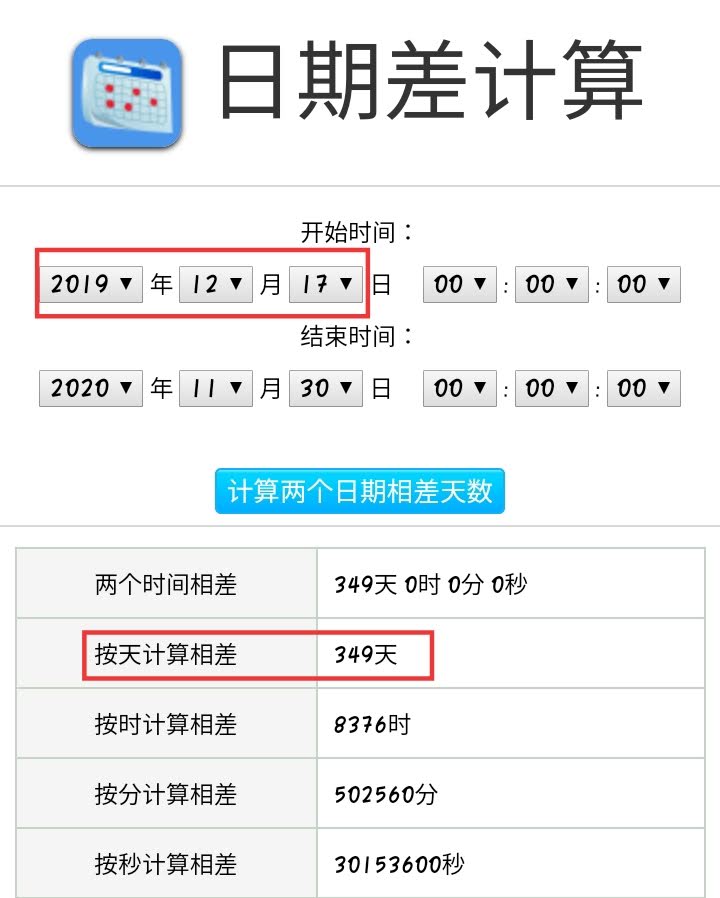 日期差计算
开始时间：
2019 ▼ 年 12 ▼ 月 17 ▼ 日 00 ▼ : 00 ▼ : 00 ▼
结束时间：
2020 ▼ 年 11 ▼ 月 30 ▼ 日 00 ▼ : 00 ▼ : 00 ▼
计算两个日期相差天数
两个时间相差 349天 0时 0分 0秒
按天计算相差 349天
按时计算相差 8376时
按分计算相差 502560分
按秒计算相差 30153600秒